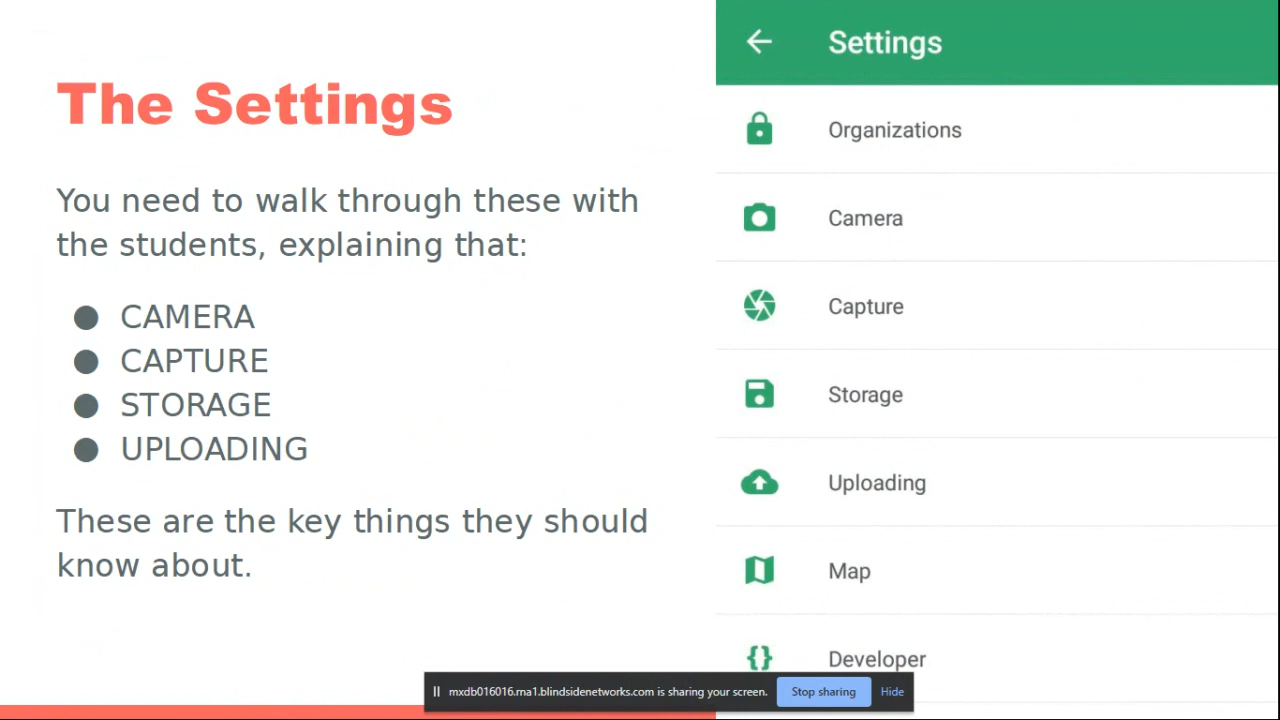 The Settings
You need to walk through these with
the students, explaining that:
● CAMERA
● CAPTURE
● STORAGE
● UPLOADING
These are the key things they should
know about.
Settings
Organizations
Camera
Capture
Storage
Uploading
Map
Developer
mxdb016016.rna1.blindsidenetworks.com is sharing your screen.
Stop sharing
Hide